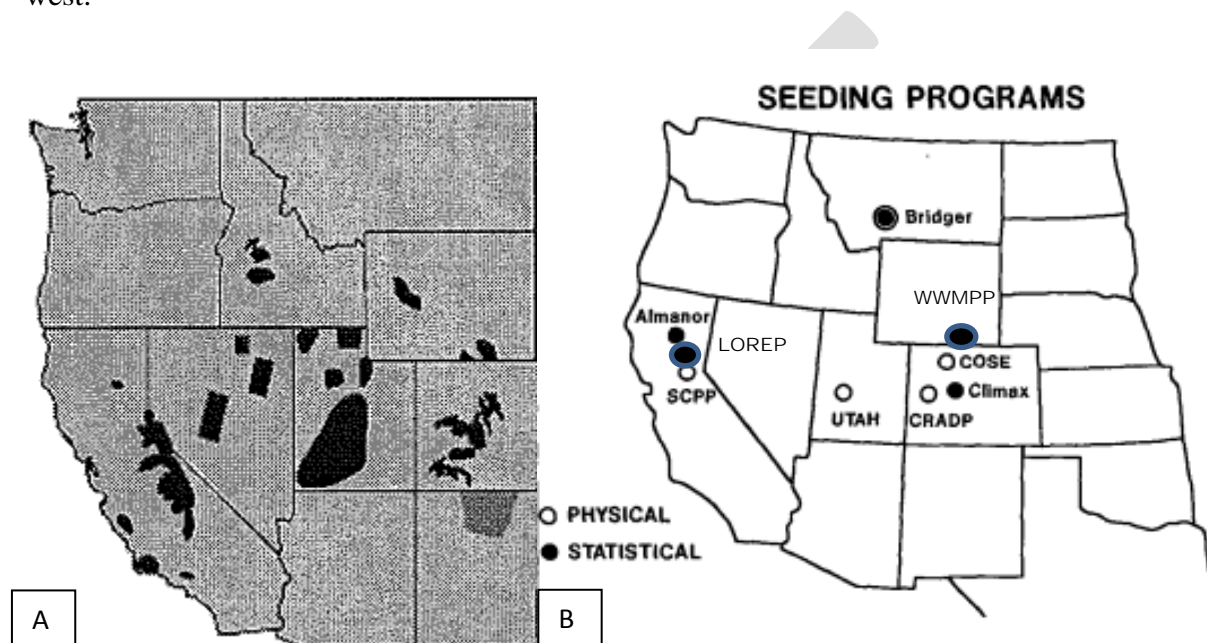 west.
SEEDING PROGRAMS
Bridger
WWMPP
Almanor
LOREP
COSE
SCPP
Climax
UTAH
CRADP
PHYSICAL
STATISTICAL
A
B